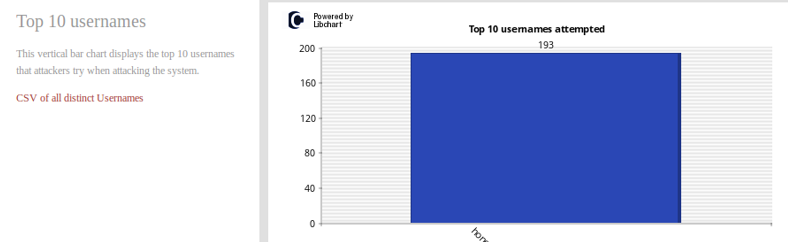 Top 10 usernames
This vertical bar chart displays the top 10 usernames
that attackers try when attacking the system.
CSV of all distinct Usernames
Powered by
Libchart
Top 10 usernames attempted
193
200
160
120
80
40
0